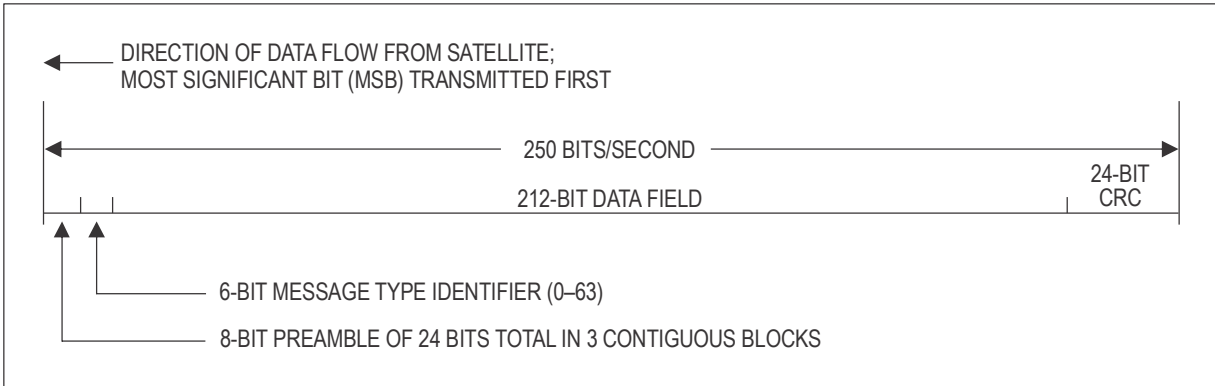 DIRECTION OF DATA FLOW FROM SATELLITE;
MOST SIGNIFICANT BIT (MSB) TRANSMITTED FIRST
250 BITS/SECOND
24-BIT
212-BIT DATA FIELD
CRC
6-BIT MESSAGE TYPE IDENTIFIER (0–63)
8-BIT PREAMBLE OF 24 BITS TOTAL IN 3 CONTIGUOUS BLOCKS